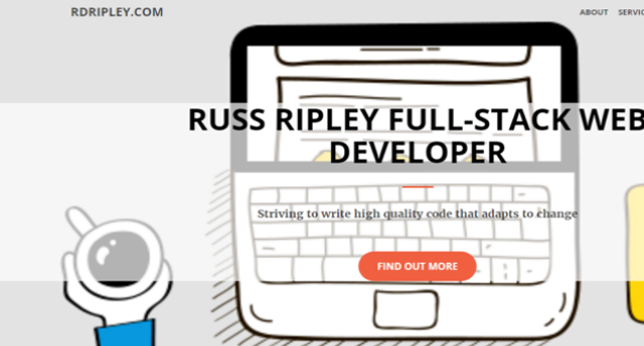 RDRIPLEY.COM
ABOUT SERVIC
RUSS RIPLEY FULL-STACK WEB
DEVELOPER
Striving to write high quality code that adapts to change
FIND OUT MORE